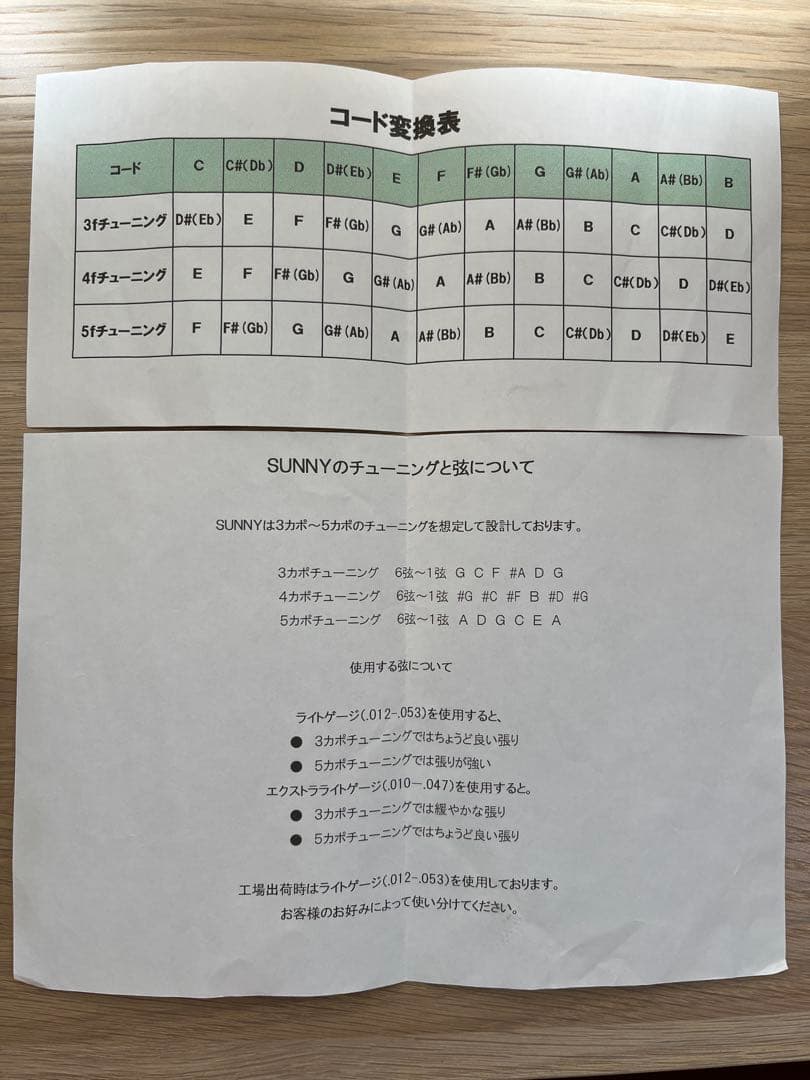 コード変換表
コード C C#(Db) D D#(Eb) E F F#(Gb) G G#(Ab) A A#(Bb) B
3fチューニング D#(Eb) E F F#(Gb) G G#(Ab) A A#(Bb) B C C#(Db) D
4fチューニング E F F#(Gb) G G#(Ab) A A#(Bb) B C C#(Db) D D#(Eb)
5fチューニング F F#(Gb) G G#(Ab) A A#(Bb) B C C#(Db) D D#(Eb) E
SUNNYのチューニングと弦について
SUNNYは3カポ～5カポのチューニングを想定して設計しております。
3カポチューニング 6弦～1弦 G C F #A D G
4カポチューニング 6弦～1弦 #G #C #F B #D #G
5カポチューニング 6弦～1弦 A D G C E A
使用する弦について
ライトゲージ(.012-.053)を使用すると、
● 3カポチューニングではちょうど良い張り
● 5カポチューニングでは張りが強い
エクストラライトゲージ(.010－.047)を使用すると。
● 3カポチューニングでは緩やかな張り
● 5カポチューニングではちょうど良い張り
工場出荷時はライトゲージ(.012-.053)を使用しております。
お客様のお好みによって使い分けてください。